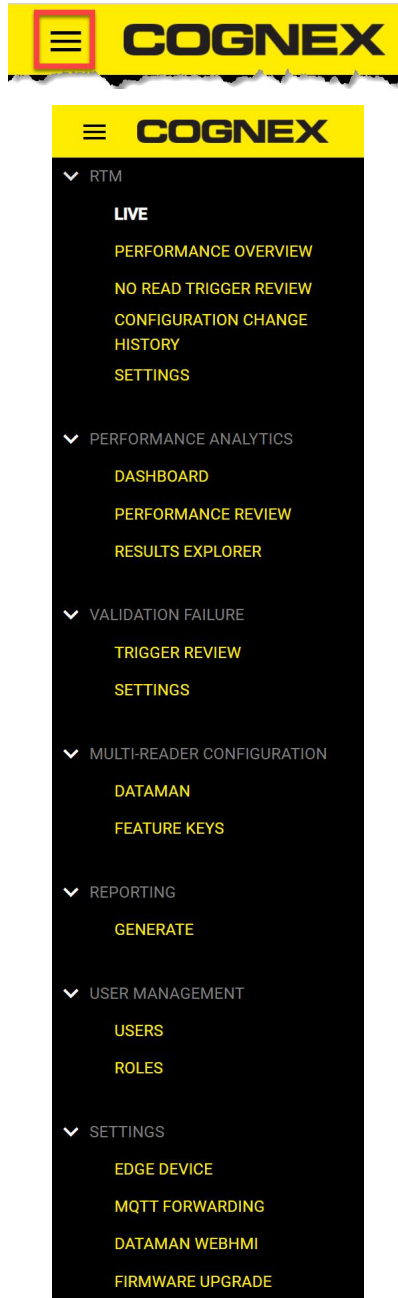 COGNEX
COGNEX
RTM
LIVE
PERFORMANCE OVERVIEW
NO READ TRIGGER REVIEW
CONFIGURATION CHANGE
HISTORY
SETTINGS
PERFORMANCE ANALYTICS
DASHBOARD
PERFORMANCE REVIEW
RESULTS EXPLORER
VALIDATION FAILURE
TRIGGER REVIEW
SETTINGS
MULTI-READER CONFIGURATION
DATAMAN
FEATURE KEYS
REPORTING
GENERATE
USER MANAGEMENT
USERS
ROLES
SETTINGS
EDGE DEVICE
MQTT FORWARDING
DATAMAN WEBHMI
FIRMWARE UPGRADE